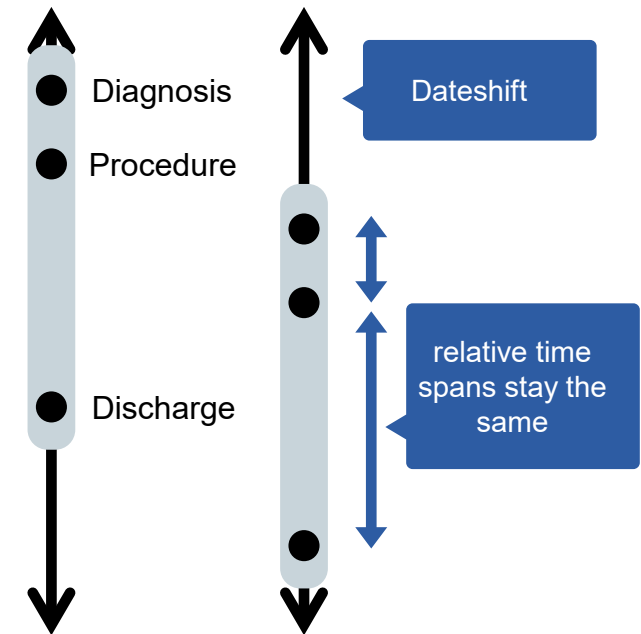 Diagnosis
Dateshift
Procedure
relative time
spans stay the
same
Discharge